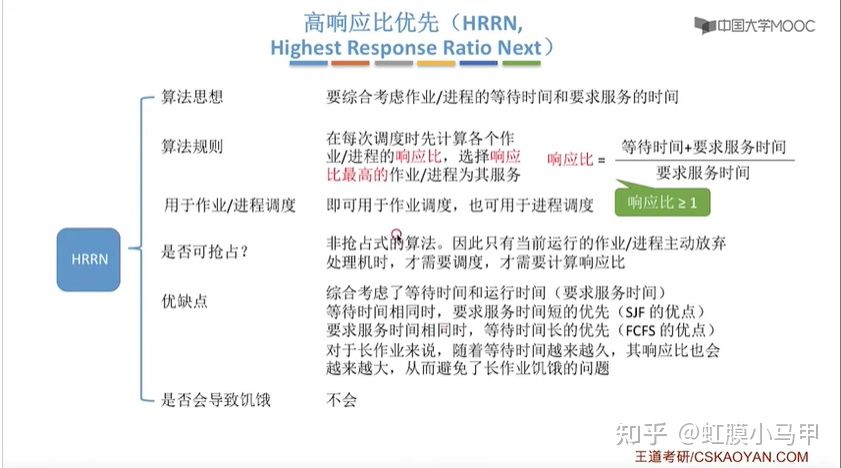 高响应比优先（HRRN,
Highest Response Ratio Next）
中国大学MOOC
HRRN
算法思想
要综合考虑作业/进程的等待时间和要求服务的时间
算法规则
在每次调度时先计算各个作
业/进程的响应比，选择响应
比最高的作业/进程为其服务
响应比 =
等待时间+要求服务时间
要求服务时间
响应比 ≥ 1
用于作业/进程调度
即可用于作业调度，也可用于进程调度
是否可抢占？
非抢占式的算法。因此只有当前运行的作业/进程主动放弃
处理机时，才需要调度，才需要计算响应比
优缺点
综合考虑了等待时间和运行时间（要求服务时间）
等待时间相同时，要求服务时间短的优先（SJF 的优点）
要求服务时间相同时，等待时间长的优先（FCFS 的优点）
对于长作业来说，随着等待时间越来越久，其响应比也会
越来越大，从而避免了长作业饥饿的问题
是否会导致饥饿
不会
知乎 @虹膜小马甲
王道考研/CSKAOYAN.COM